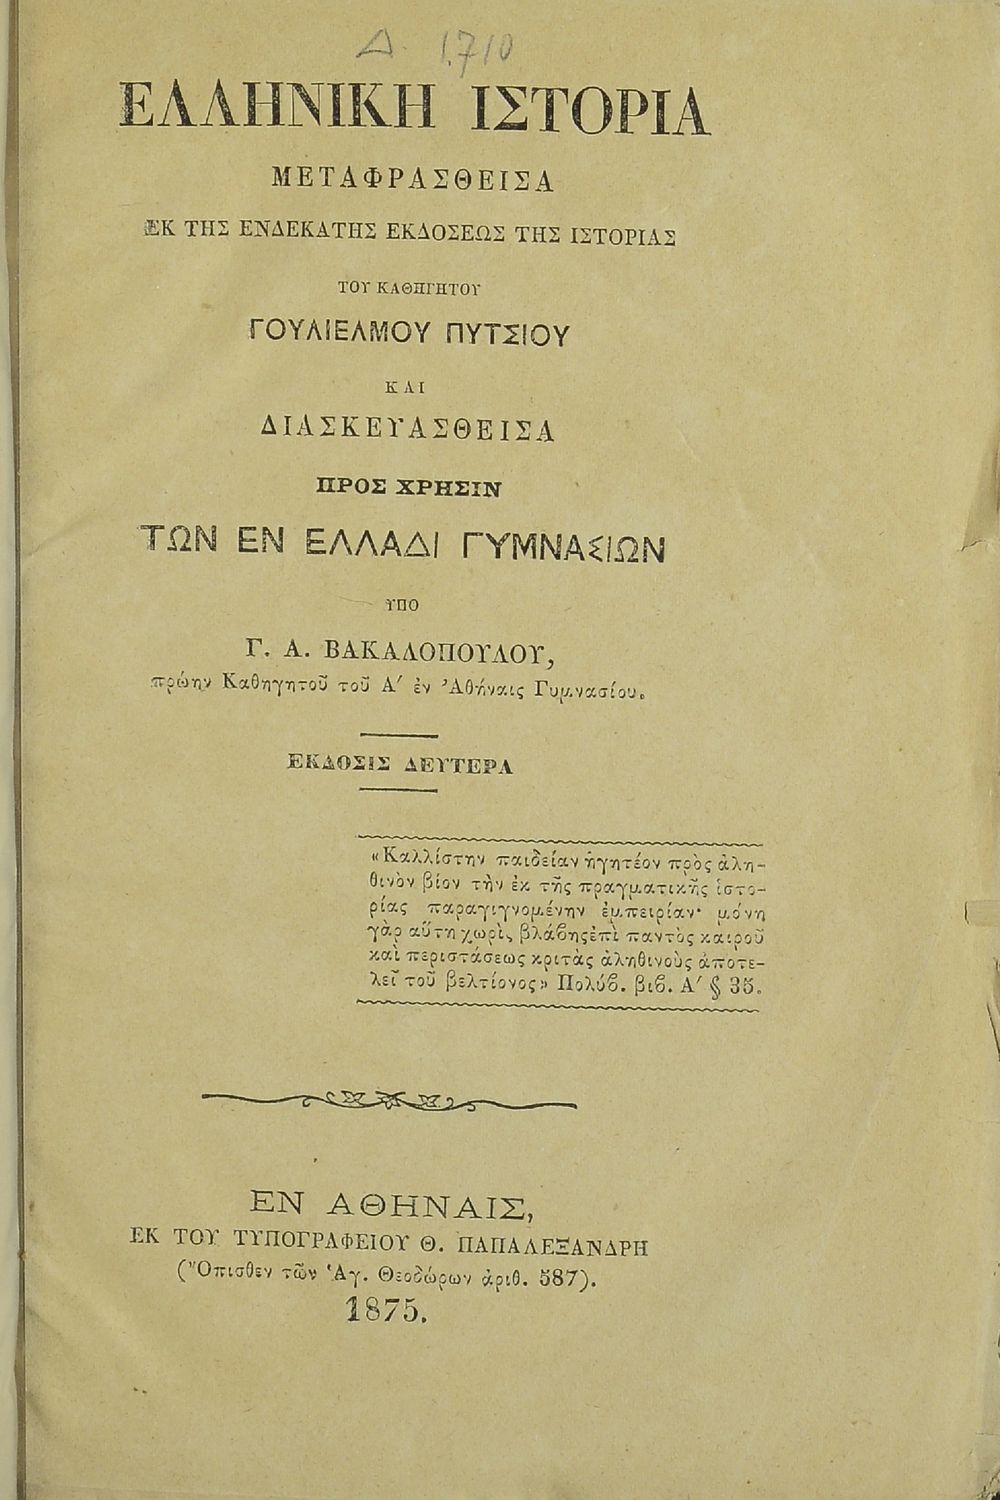 Δ. 1.710
ΕΛΛΗΝΙΚΗ ΙΣΤΟΡΙΑ
ΜΕΤΑΦΡΑΣΘΕΙΣΑ
ΕΚ ΤΗΣ ΕΝΔΕΚΑΤΗΣ ΕΚΔΟΣΕΩΣ ΤΗΣ ΙΣΤΟΡΙΑΣ
ΤΟΥ ΚΑΘΗΓΗΤΟΥ
ΓΟΥΛΙΕΛΜΟΥ ΠΥΤΣΙΟΥ
ΚΑΙ
ΔΙΑΣΚΕΥΑΣΘΕΙΣΑ
ΠΡΟΣ ΧΡΗΣΙΝ
ΤΩΝ ΕΝ ΕΛΛΑΔΙ ΓΥΜΝΑΣΙΩΝ
ΥΠΟ
Γ. Α. ΒΑΚΑΛΟΠΟΥΛΟΥ,
πρώην Καθηγητοῦ τοῦ Α′ ἐν Ἀθήναις Γυμνασίου.
ΕΚΔΟΣΙΣ ΔΕΥΤΕΡΑ
«Καλλίστην παιδείαν ἡγητέον πρὸς ἀλη-
θινὸν βίον τὴν ἐκ τῆς πραγματικῆς ἱστο-
ρίας παραγιγνομένην ἐμπειρίαν· μόνη
γὰρ αὕτη χωρὶς βλάβης ἐπὶ παντὸς καιροῦ
καὶ περιστάσεως κριτὰς ἀληθινοὺς ἀποτε-
λεῖ τοῦ βελτίονος» Πολύβ. βιβ. Α′ § 35.
ΕΝ ΑΘΗΝΑΙΣ,
ΕΚ ΤΟΥ ΤΥΠΟΓΡΑΦΕΙΟΥ Θ. ΠΑΠΑΛΕΞΑΝΔΡΗ
(Ὄπισθεν τῶν Ἁγ. Θεοδώρων ἀριθ. 587).
1875.